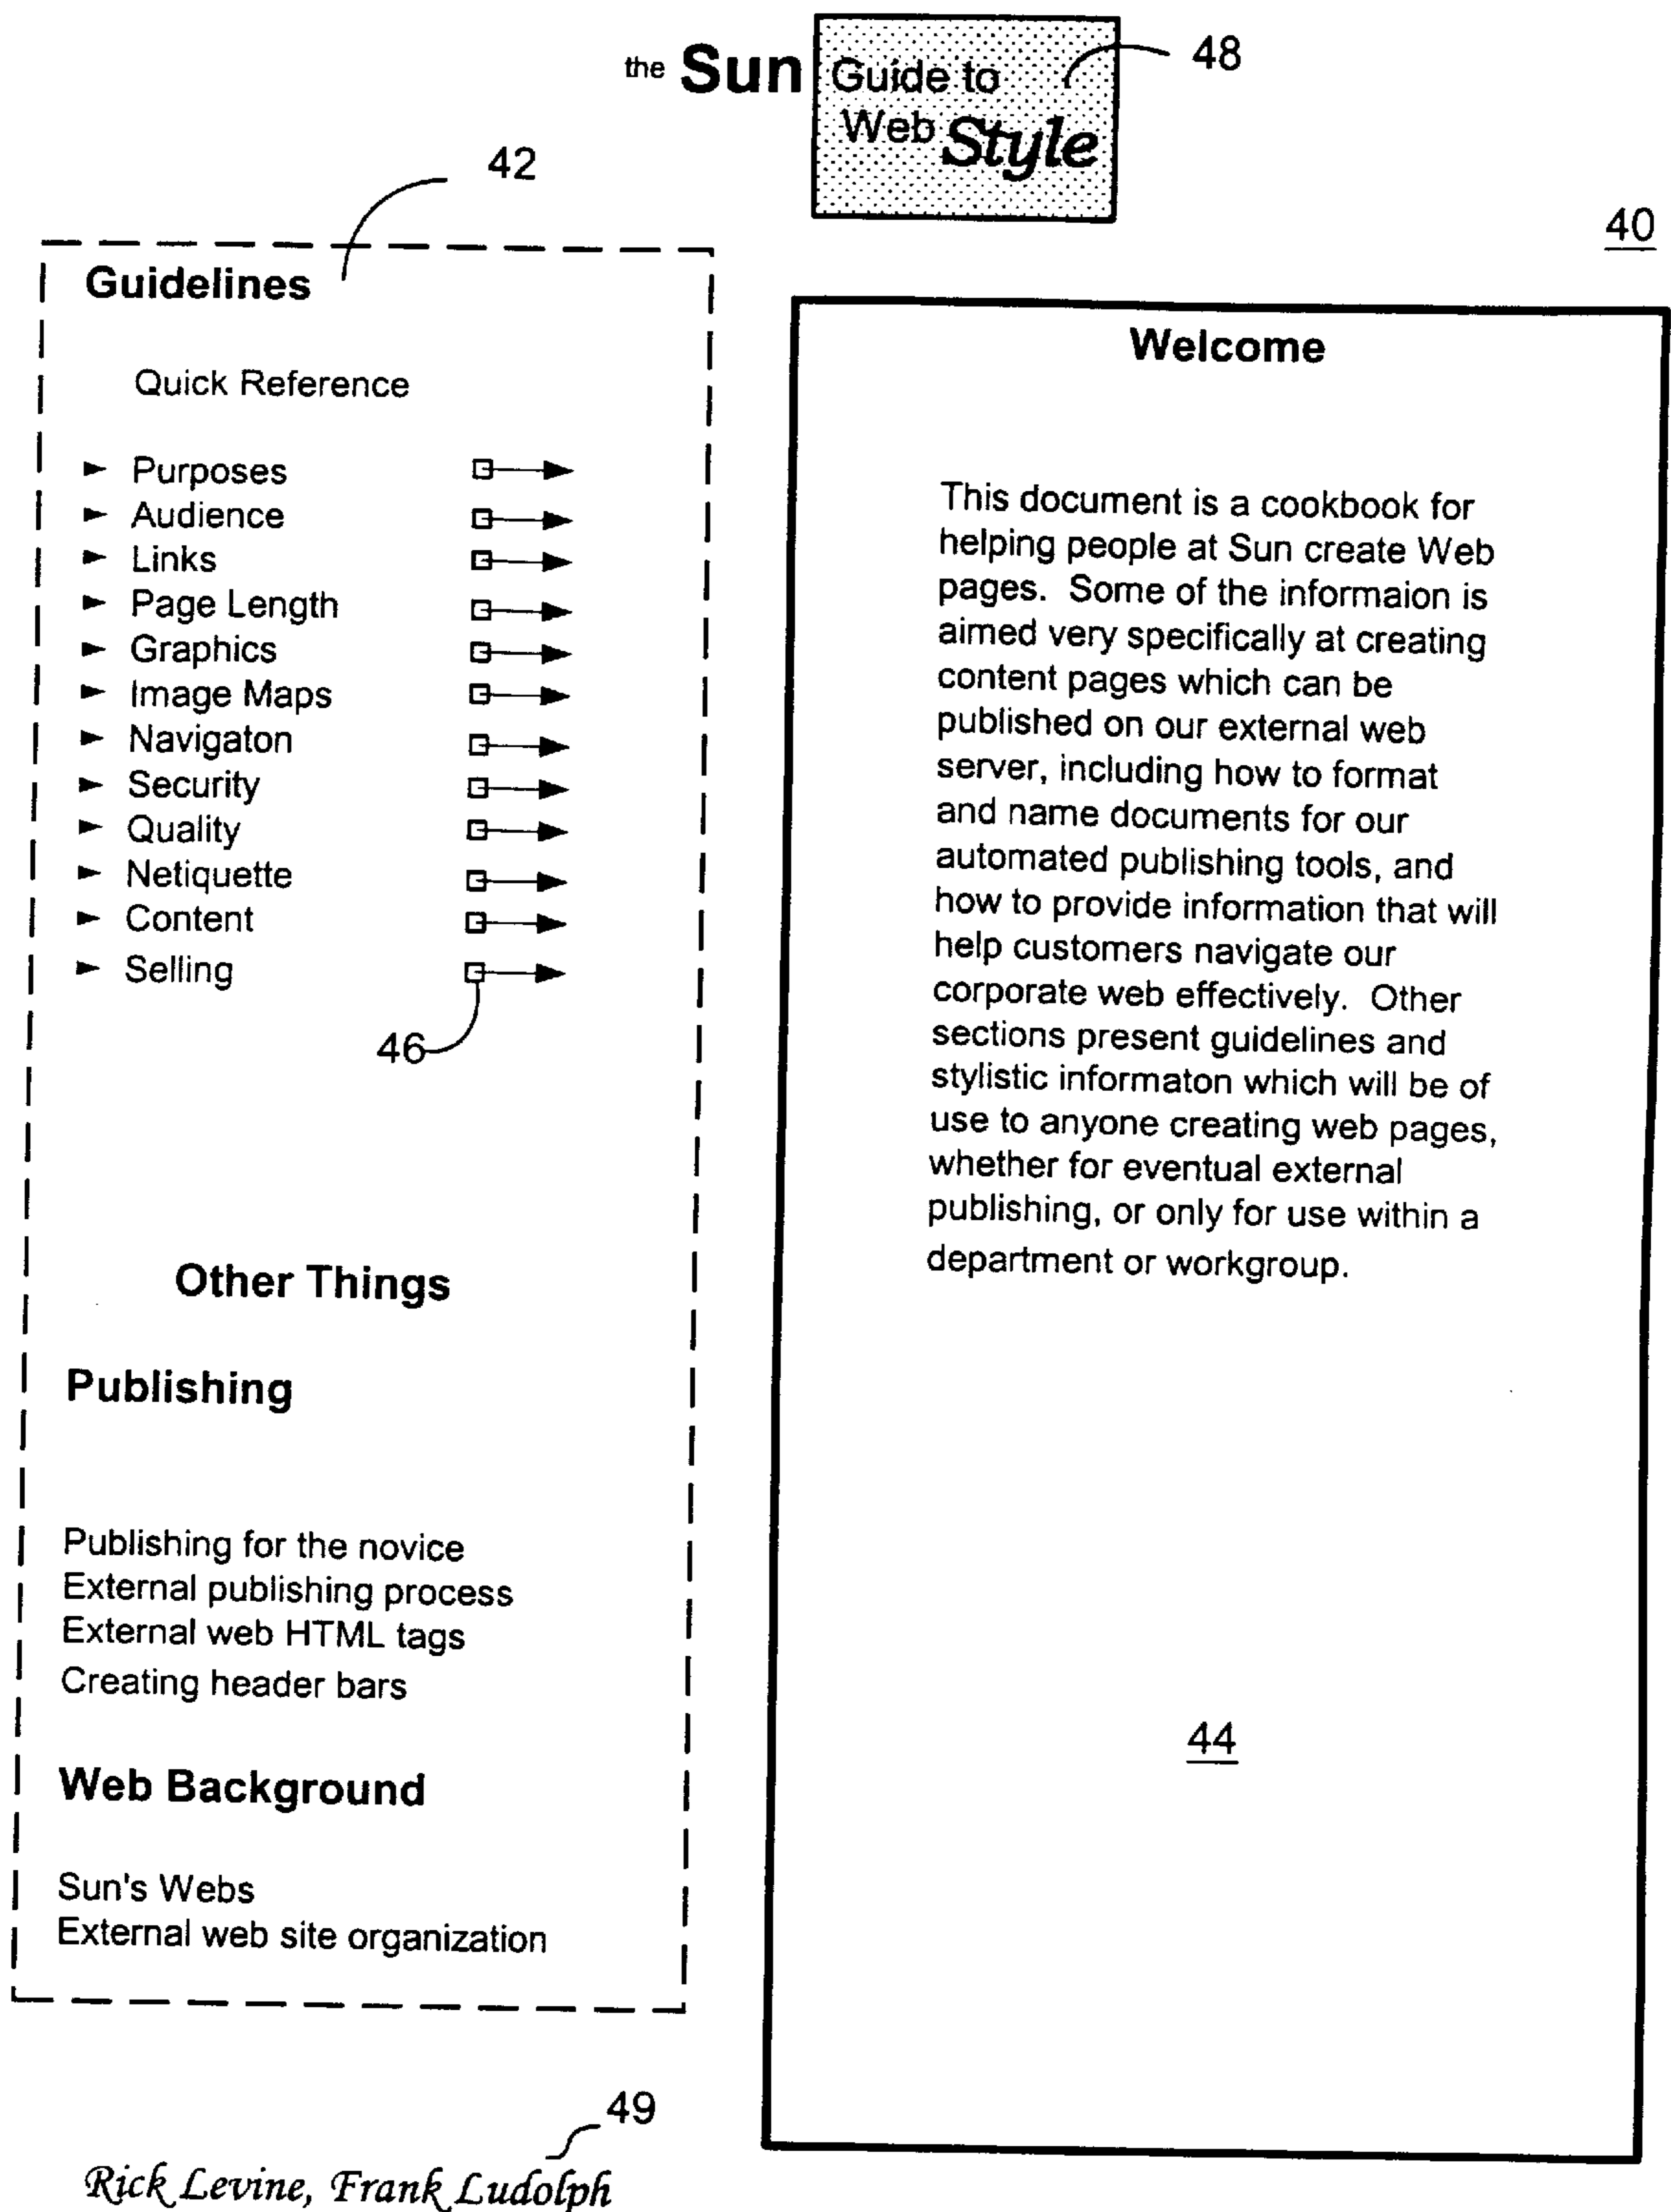 the Sun Guide to
Web Style
48
42
40
Guidelines
Quick Reference
► Purposes
► Audience
► Links
► Page Length
► Graphics
► Image Maps
► Navigaton
► Security
► Quality
► Netiquette
► Content
► Selling
46
Other Things
Publishing
Publishing for the novice
External publishing process
External web HTML tags
Creating header bars
Web Background
Sun's Webs
External web site organization
Welcome
This document is a cookbook for
helping people at Sun create Web
pages.  Some of the informaion is
aimed very specifically at creating
content pages which can be
published on our external web
server, including how to format
and name documents for our
automated publishing tools, and
how to provide information that will
help customers navigate our
corporate web effectively.  Other
sections present guidelines and
stylistic informaton which will be of
use to anyone creating web pages,
whether for eventual external
publishing, or only for use within a
department or workgroup.
44
49
Rick Levine, Frank Ludolph